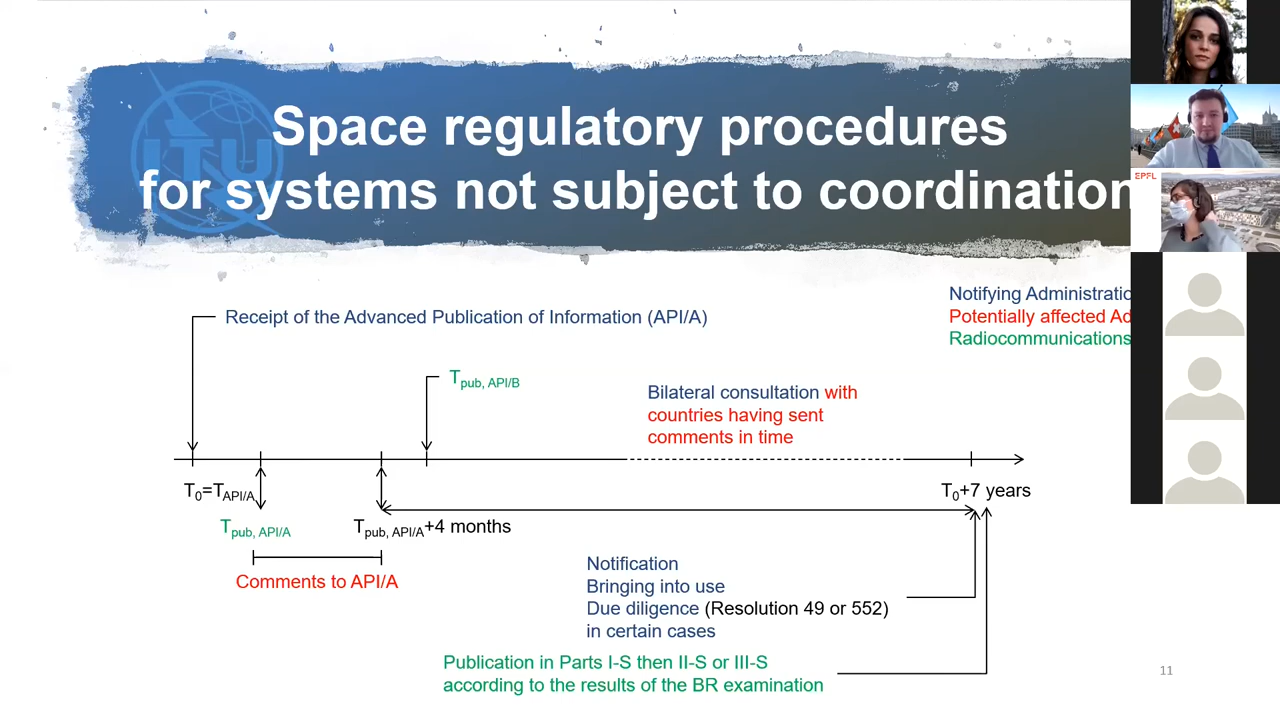 ITU
Space regulatory procedures
for systems not subject to coordination
EPFL
Notifying Administratio
Potentially affected Ad
Radiocommunications
Receipt of the Advanced Publication of Information (API/A)
Tpub, API/B
Bilateral consultation with
countries having sent
comments in time
T0=TAPI/A
T0+7 years
Tpub, API/A
Tpub, API/A+4 months
Comments to API/A
Notification
Bringing into use
Due diligence (Resolution 49 or 552)
in certain cases
Publication in Parts I-S then II-S or III-S
according to the results of the BR examination
11